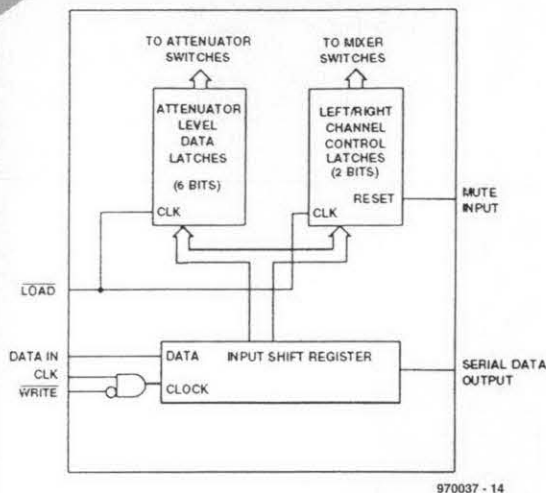 TO ATTENUATOR
SWITCHES
TO MIXER
SWITCHES
ATTENUATOR
LEVEL
DATA
LATCHES
(6 BITS)
CLK
LEFT/RIGHT
CHANNEL
CONTROL
LATCHES
(2 BITS)
RESET
CLK
MUTE
INPUT
LOAD
DATA IN
CLK
WRITE
DATA
INPUT SHIFT REGISTER
CLOCK
SERIAL DATA
OUTPUT
970037 - 14